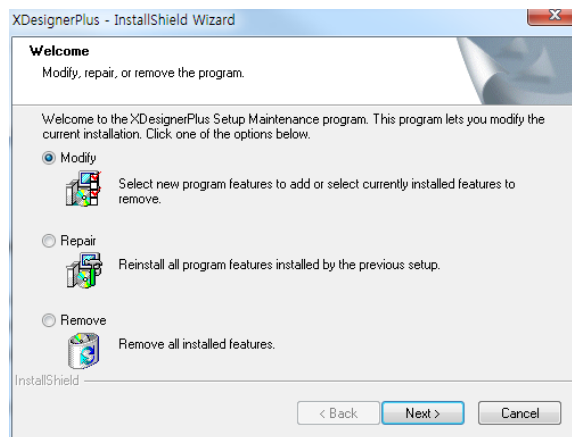 XDesignerPlus - InstallShield Wizard
Welcome
Modify, repair, or remove the program.
Welcome to the XDesignerPlus Setup Maintenance program. This program lets you modify the
current installation. Click one of the options below.
Modify
Select new program features to add or select currently installed features to
remove.
Repair
Reinstall all program features installed by the previous setup.
Remove
Remove all installed features.
InstallShield
< Back
Next >
Cancel